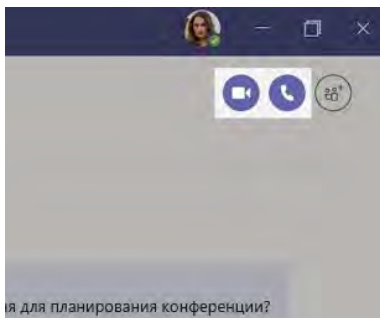 для планирования конференции?